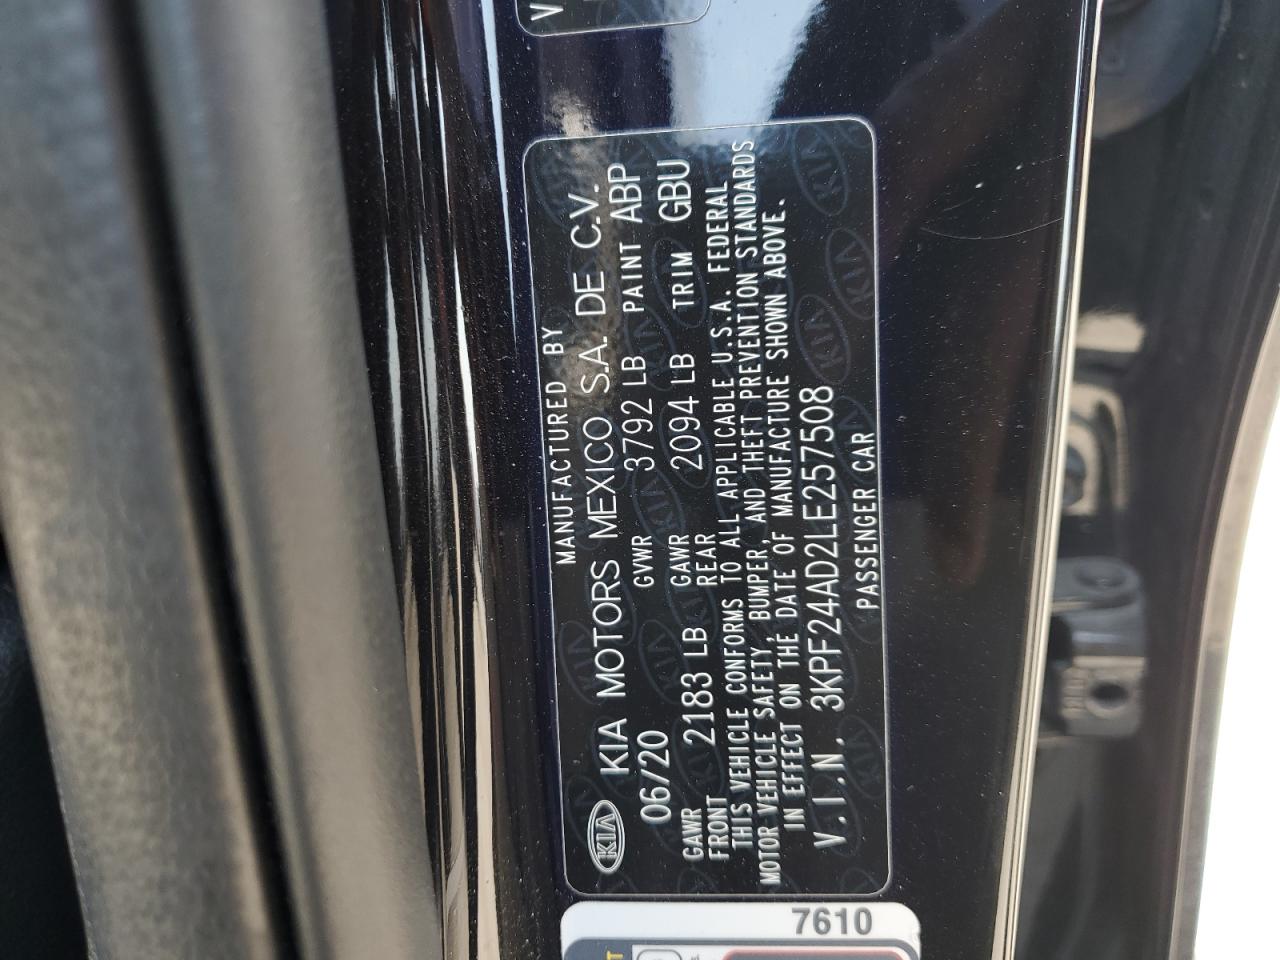 MANUFACTURED BY
KIA KIA MOTORS MEXICO S.A. DE C.V.
06/20 GVWR 3792 LB PAINT ABP
GAWR FRONT 2183 LB GAWR REAR 2094 LB TRIM GBU
THIS VEHICLE CONFORMS TO ALL APPLICABLE U.S.A. FEDERAL
MOTOR VEHICLE SAFETY, BUMPER, AND THEFT PREVENTION STANDARDS
IN EFFECT ON THE DATE OF MANUFACTURE SHOWN ABOVE.
V.I.N. 3KPF24AD2LE257508
PASSENGER CAR
7610